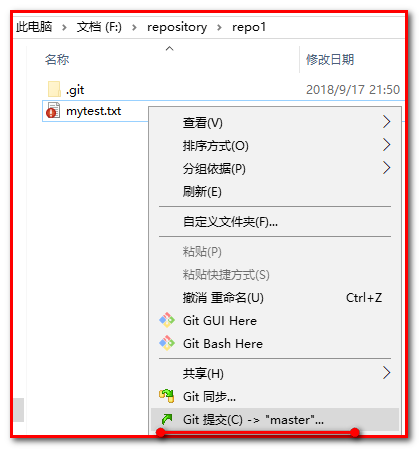 此电脑 › 文档 (F:) › repository › repo1
名称 修改日期
.git 2018/9/17 21:50
mytest.txt
查看(V)
排序方式(O)
分组依据(P)
刷新(E)
自定义文件夹(F)...
粘贴(P)
粘贴快捷方式(S)
撤消 重命名(U) Ctrl+Z
Git GUI Here
Git Bash Here
共享(H)
Git 同步...
Git 提交(C) -> "master"...